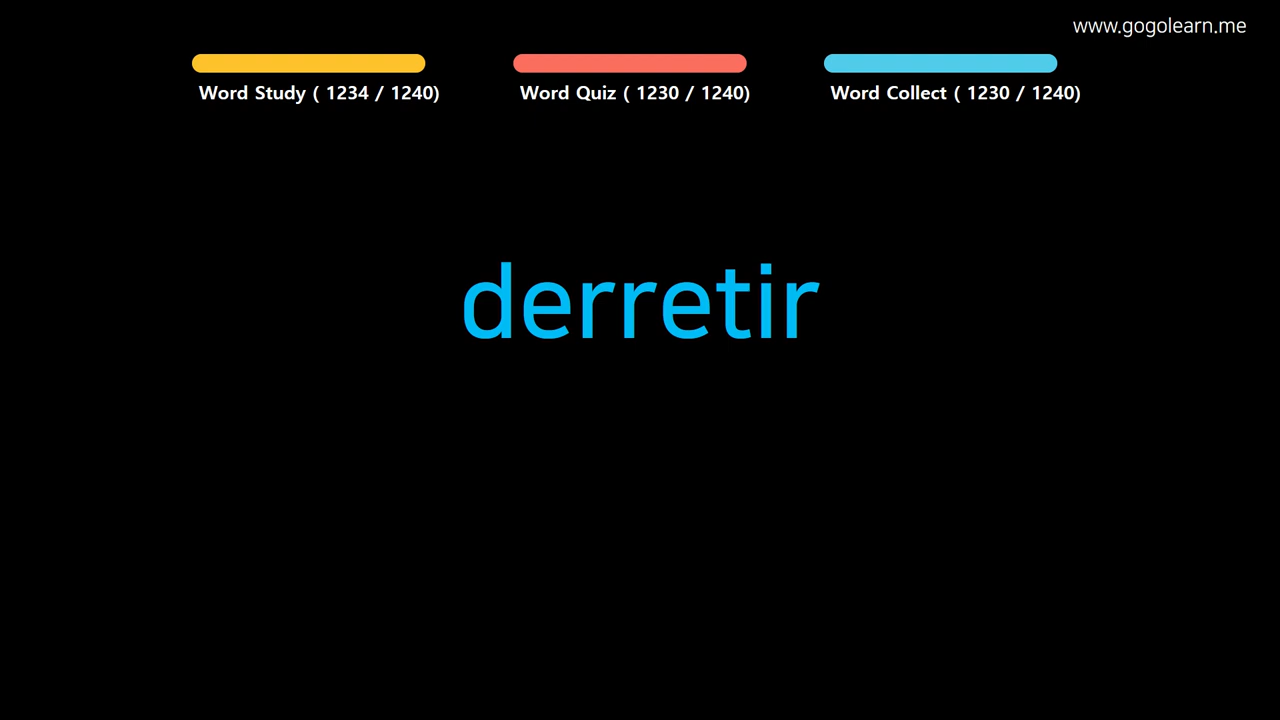 www.gogolearn.me
Word Study ( 1234 / 1240)
Word Quiz ( 1230 / 1240)
Word Collect ( 1230 / 1240)
derretir